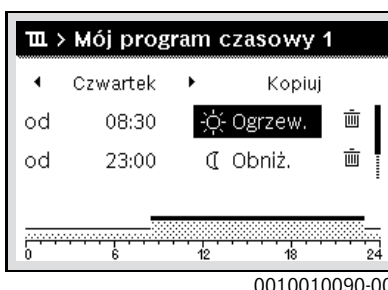 > Mój program czasowy 1
Czwartek Kopiuj
od 08:30 Ogrzew.
od 23:00 Obniż.
0 6 12 18 24
0010010090-00